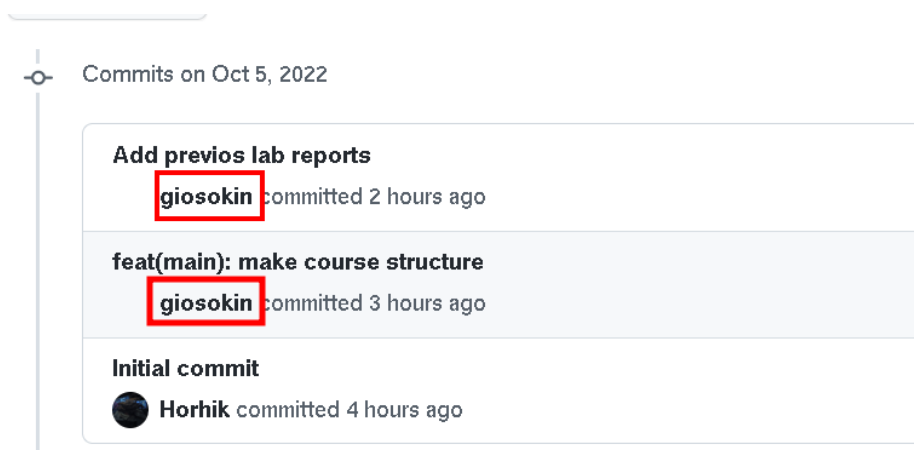 Commits on Oct 5, 2022
Add previos lab reports
giosokin committed 2 hours ago
feat(main): make course structure
giosokin committed 3 hours ago
Initial commit
Horhik committed 4 hours ago